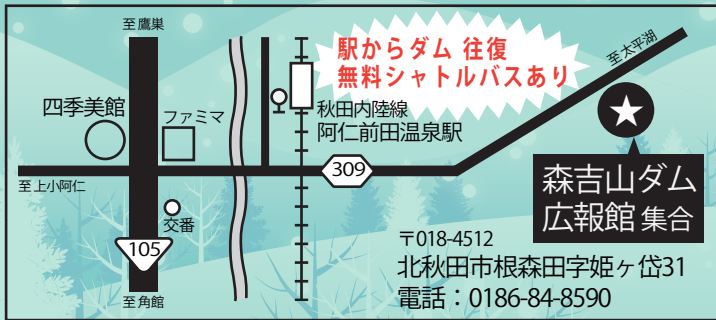 至鷹巣
駅からダム 往復
無料シャトルバスあり
至太平湖
四季美館
ファミマ
秋田内陸線
阿仁前田温泉駅
309
至上小阿仁
交番
105
至角館
森吉山ダム
広報館 集合
〒018-4512
北秋田市根森田字姫ヶ岱31
電話：0186-84-8590